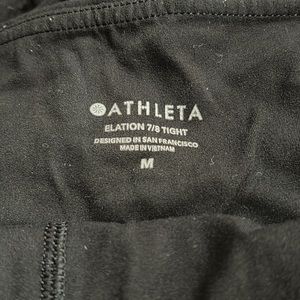 ATHLETA
ELATION 7/8 TIGHT
DESIGNED IN SAN FRANCISCO
MADE IN VIETNAM
M